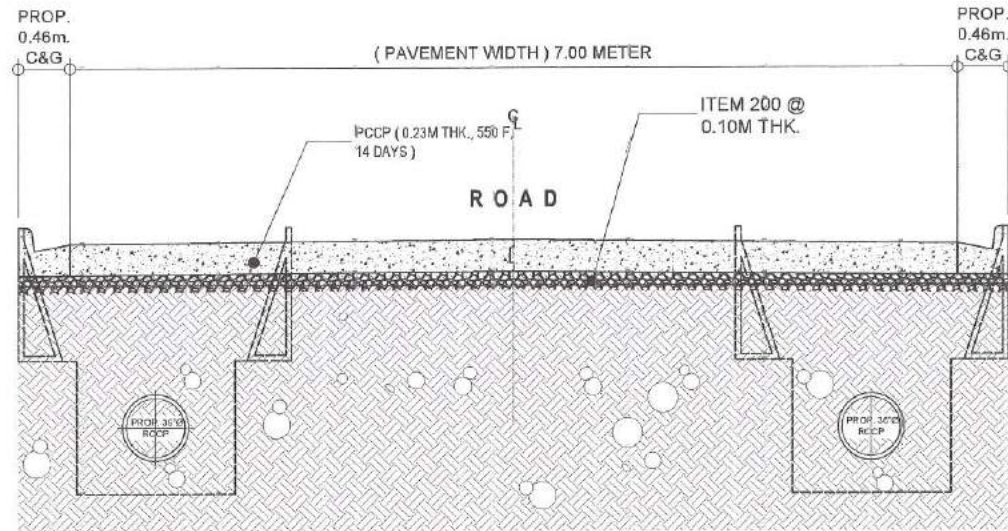 PROP.
0.46m.
C&G
( PAVEMENT WIDTH ) 7.00 METER
PROP.
0.46m.
C&G
PCCP ( 0.23M THK., 550 F,
14 DAYS )
CL
ITEM 200 @
0.10M THK.
ROAD
PROP. 36"Ø
RCCP
PROP. 36"Ø
RCCP